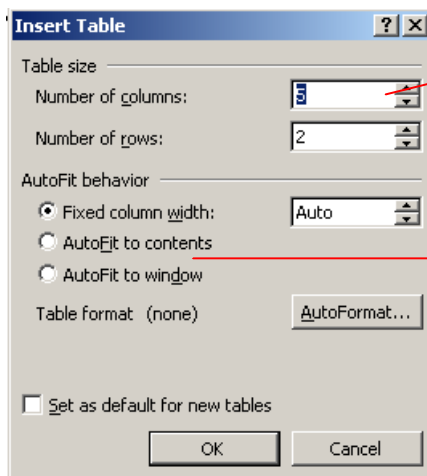 Insert Table
Table size
Number of columns: 5
Number of rows: 2
AutoFit behavior
Fixed column width: Auto
AutoFit to contents
AutoFit to window
Table format (none) AutoFormat...
Set as default for new tables
OK Cancel